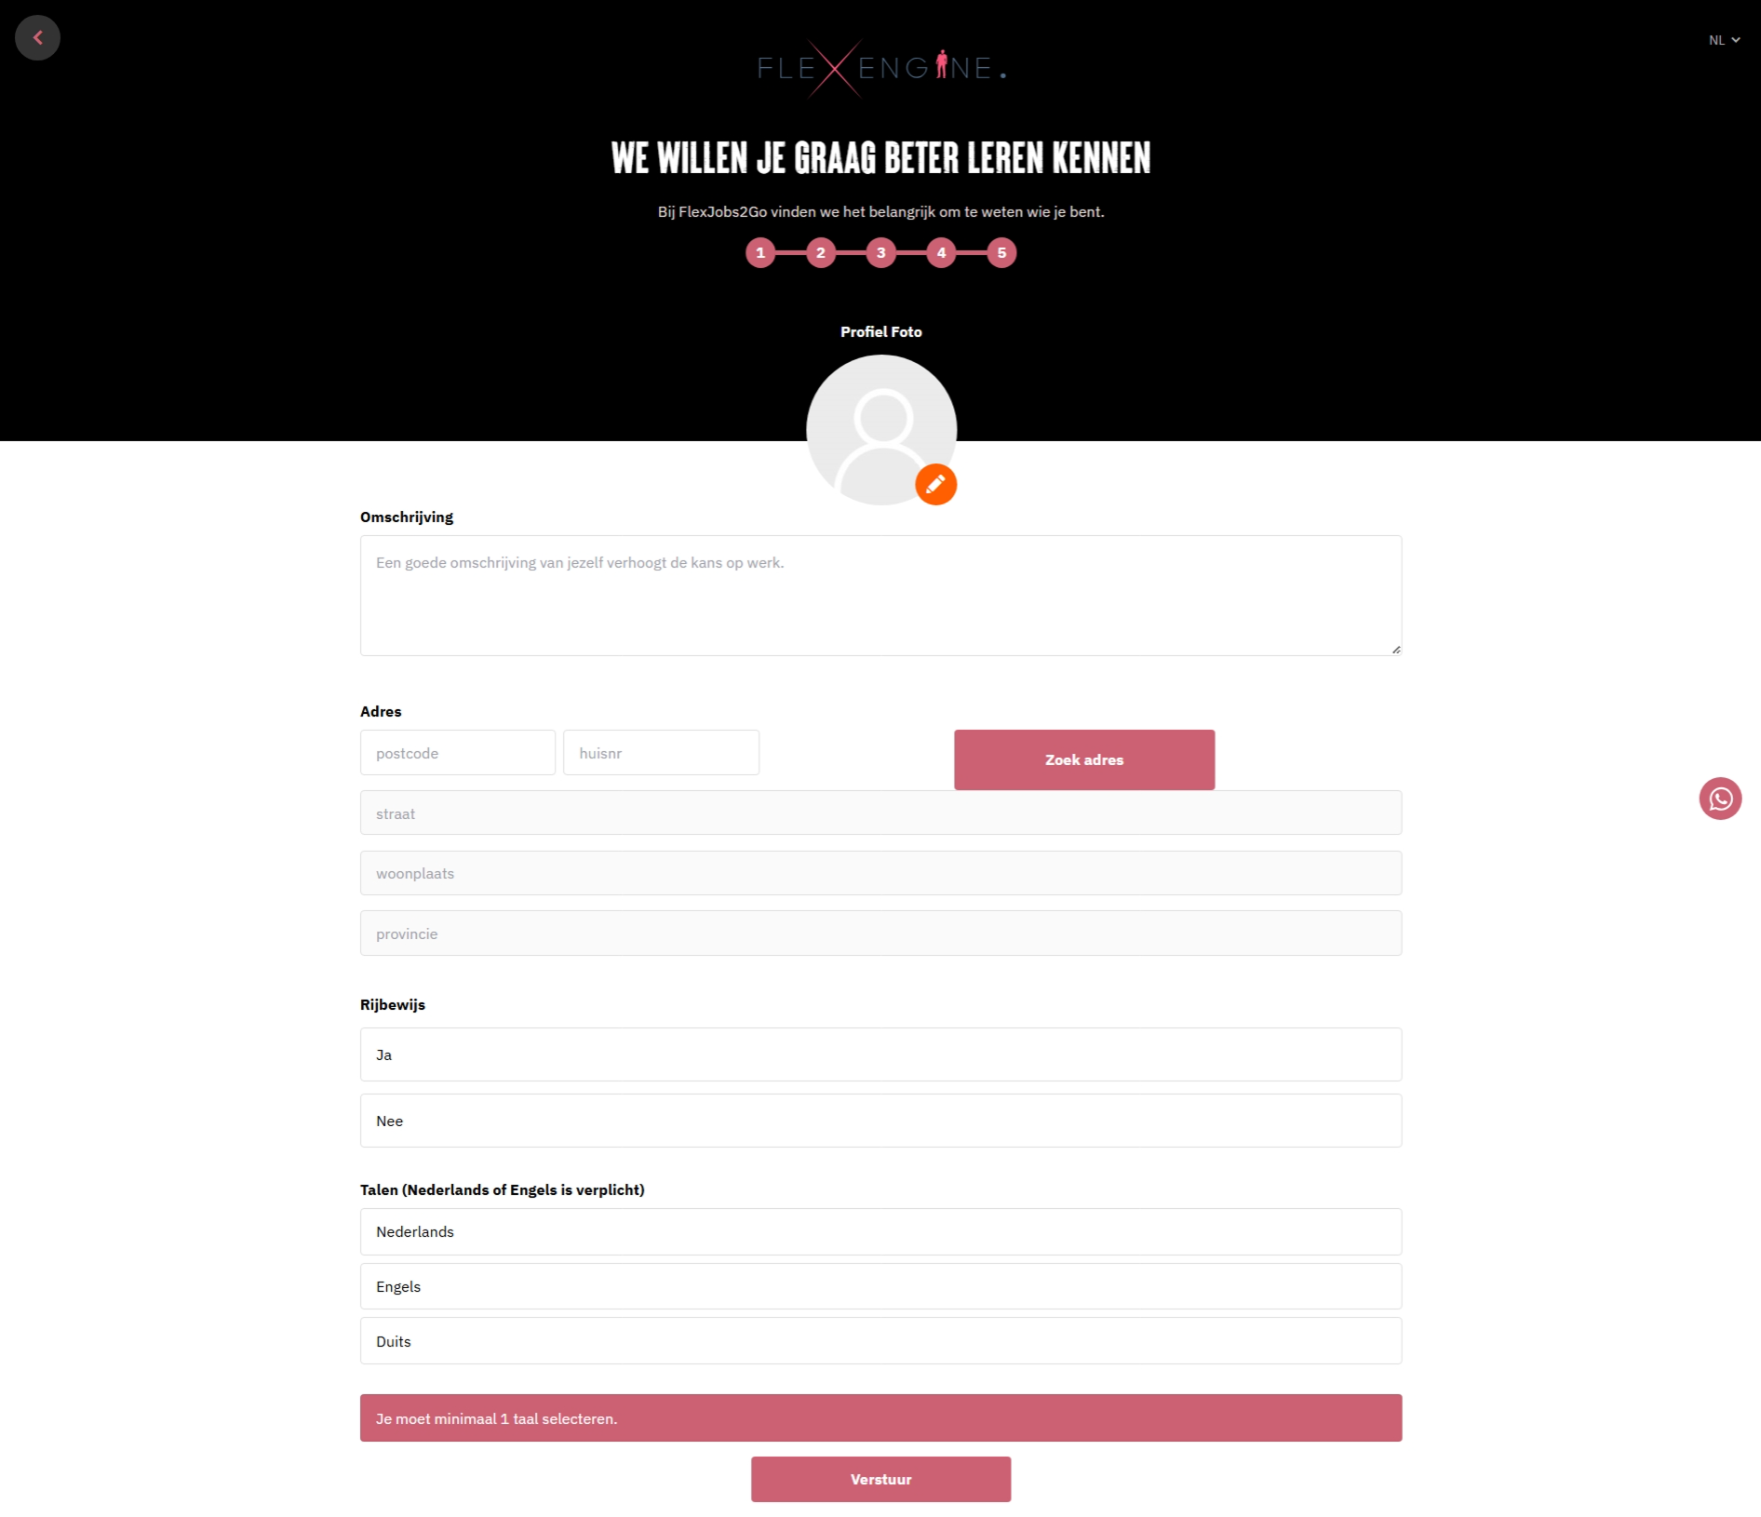 NL
FLEXENGINE.
WE WILLEN JE GRAAG BETER LEREN KENNEN
Bij FlexJobs2Go vinden we het belangrijk om te weten wie je bent.
1 2 3 4 5
Profiel Foto
Omschrijving
Een goede omschrijving van jezelf verhoogt de kans op werk.
Adres
postcode huisnr Zoek adres
straat
woonplaats
provincie
Rijbewijs
Ja
Nee
Talen (Nederlands of Engels is verplicht)
Nederlands
Engels
Duits
Je moet minimaal 1 taal selecteren.
Verstuur